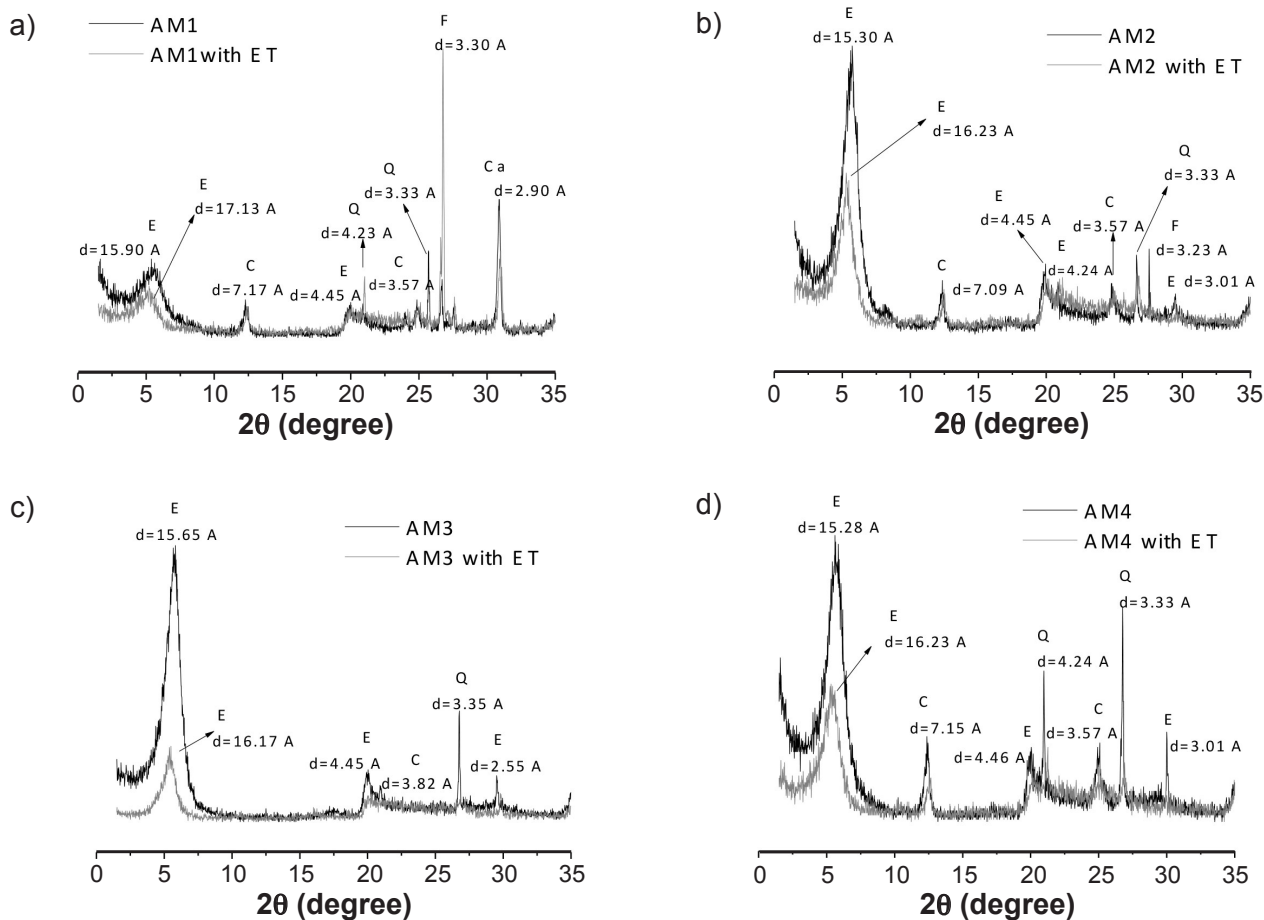 a)
AM1
AM1with ET
F
d=3.30 A
Ca
d=2.90 A
Q
d=3.33 A
E
d=17.13 A
Q
d=4.23 A
E
d=15.90 A
C
d=7.17 A
E
d=4.45 A
C
d=3.57 A
0 5 10 15 20 25 30 35
2θ (degree)
b)
AM2
AM2 with ET
E
d=15.30 A
E
d=16.23 A
Q
d=3.33 A
E
d=4.45 A
C
d=3.57 A
F
d=3.23 A
E
d=4.24 A
C
d=7.09 A
E
d=3.01 A
0 5 10 15 20 25 30 35
2θ (degree)
c)
AM3
AM3 with ET
E
d=15.65 A
E
d=16.17 A
Q
d=3.35 A
E
d=4.45 A
C
d=3.82 A
E
d=2.55 A
0 5 10 15 20 25 30 35
2θ (degree)
d)
AM4
AM4 with ET
E
d=15.28 A
E
d=16.23 A
Q
d=3.33 A
Q
d=4.24 A
C
d=7.15 A
E
d=4.46 A
C
d=3.57 A
E
d=3.01 A
0 5 10 15 20 25 30 35
2θ (degree)